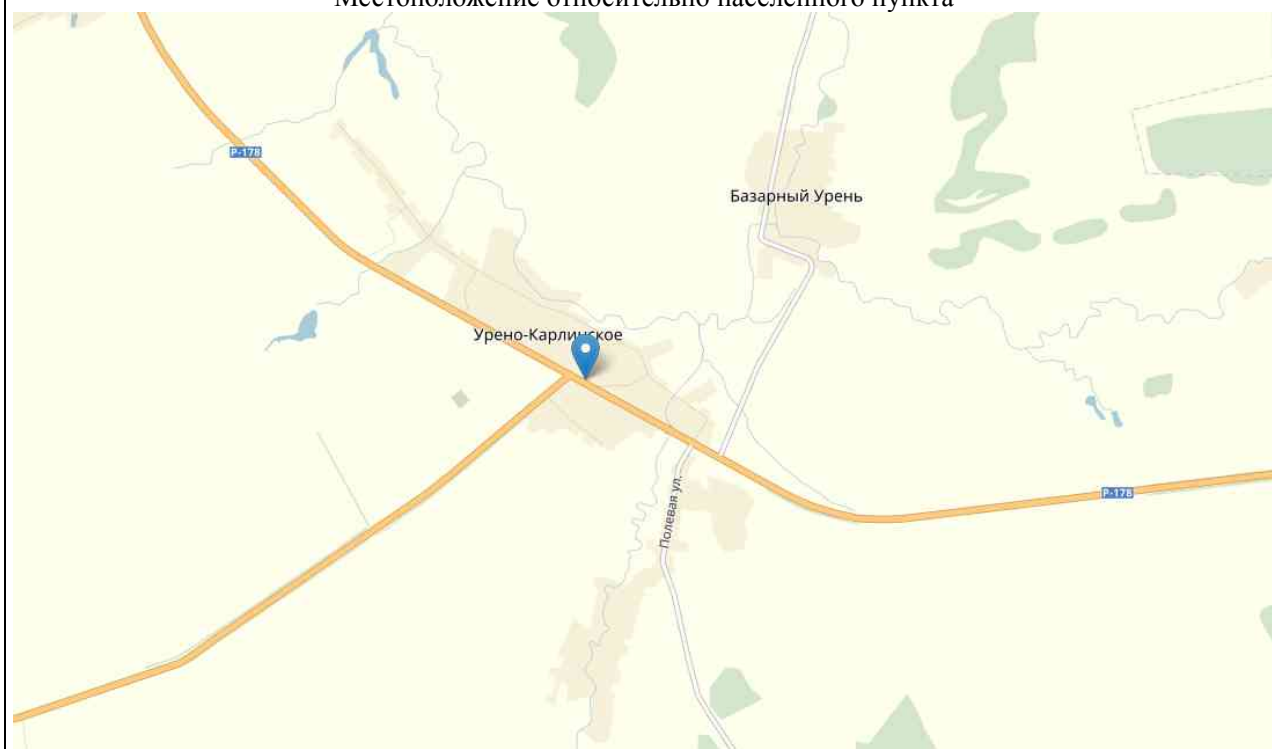 Местоположение относительно населенного пункта
Р-178
Базарный Урень
Урено-Карлинское
Полевая ул.
Р-178